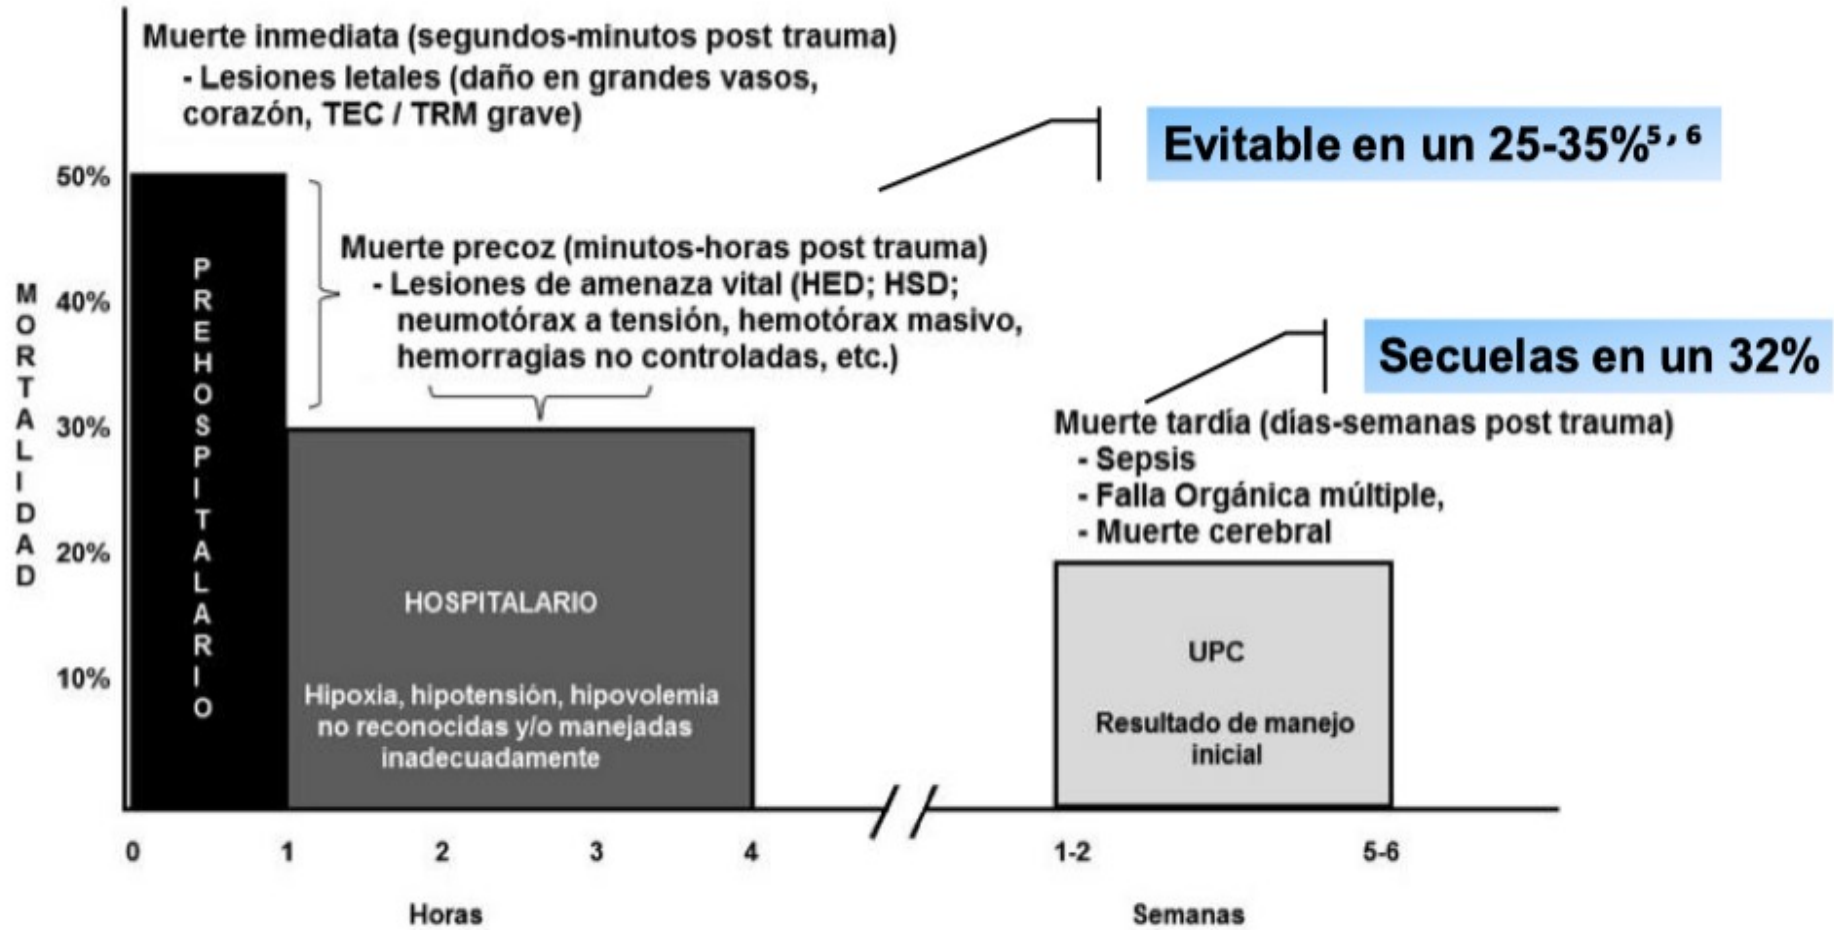 Muerte inmediata (segundos-minutos post trauma)
- Lesiones letales (daño en grandes vasos,
corazón, TEC / TRM grave)
Evitable en un 25-35%⁵,⁶
Muerte precoz (minutos-horas post trauma)
- Lesiones de amenaza vital (HED; HSD;
neumotórax a tensión, hemotórax masivo,
hemorragias no controladas, etc.)
Secuelas en un 32%
Muerte tardía (días-semanas post trauma)
- Sepsis
- Falla Orgánica múltiple,
- Muerte cerebral
MORTALIDAD
50%
40%
30%
20%
10%
PREHOSPITALARIO
HOSPITALARIO
Hipoxia, hipotensión, hipovolemia
no reconocidas y/o manejadas
inadecuadamente
UPC
Resultado de manejo
inicial
0 1 2 3 4 1-2 5-6
Horas Semanas